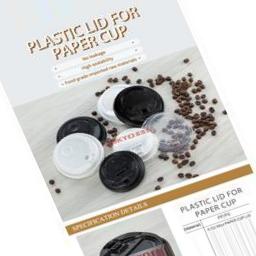 PLASTIC LID FOR
PAPER CUP
No leakage
High sealability
Food grade imported raw materials
SPECIFICATION DETAILS
PLASTIC LID FOR
PAPER CUP